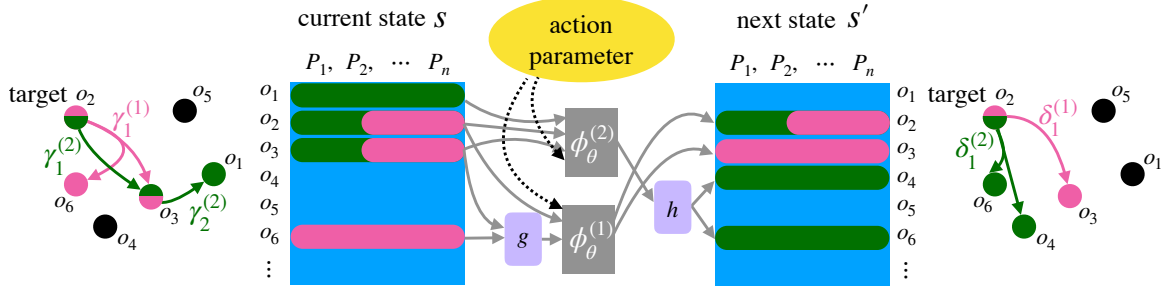 current state s
action
parameter
next state s′
P₁, P₂, ⋯ Pₙ
P₁, P₂, ⋯ Pₙ
target o₂
γ₁⁽¹⁾
γ₁⁽²⁾
γ₂⁽²⁾
o₅
o₁
o₆
o₃
o₄
o₁
o₂
o₃
o₄
o₅
o₆
⋮
ϕ_θ⁽²⁾
ϕ_θ⁽¹⁾
g
h
o₁
o₂
o₃
o₄
o₅
o₆
⋮
target o₂
δ₁⁽¹⁾
δ₁⁽²⁾
o₅
o₁
o₆
o₃
o₄